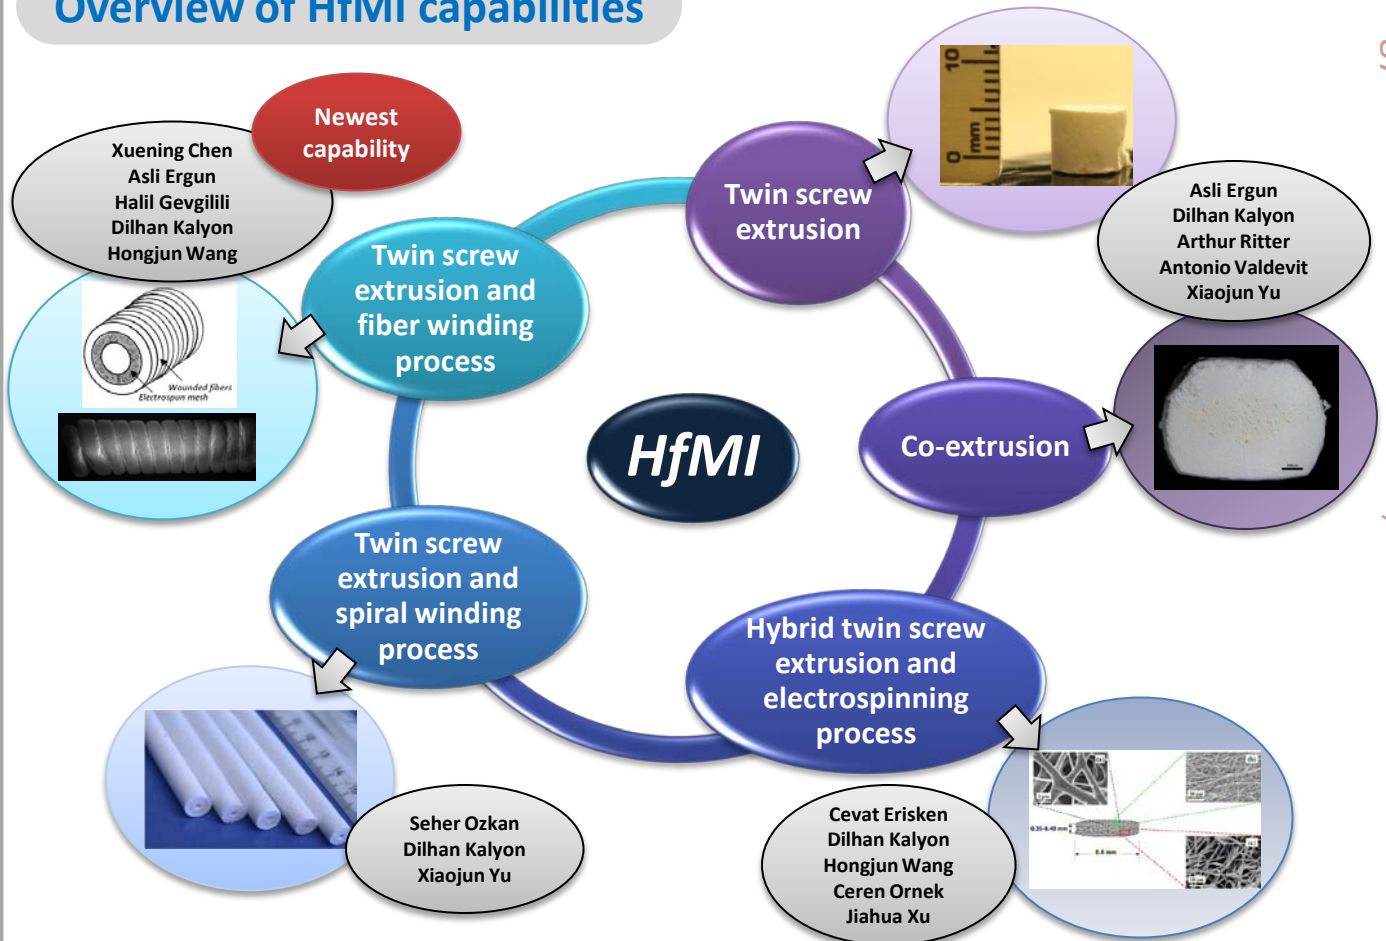 Overview of HfMI capabilities
Newest
capability
Xuening Chen
Asli Ergun
Halil Gevgilili
Dilhan Kalyon
Hongjun Wang
Twin screw
extrusion and
fiber winding
process
Wounded fibers
Electrospun mesh
Twin screw
extrusion
10
mm
0
Asli Ergun
Dilhan Kalyon
Arthur Ritter
Antonio Valdevit
Xiaojun Yu
Co-extrusion
HfMI
Twin screw
extrusion and
spiral winding
process
Seher Ozkan
Dilhan Kalyon
Xiaojun Yu
Hybrid twin screw
extrusion and
electrospinning
process
Cevat Erisken
Dilhan Kalyon
Hongjun Wang
Ceren Ornek
Jiahua Xu